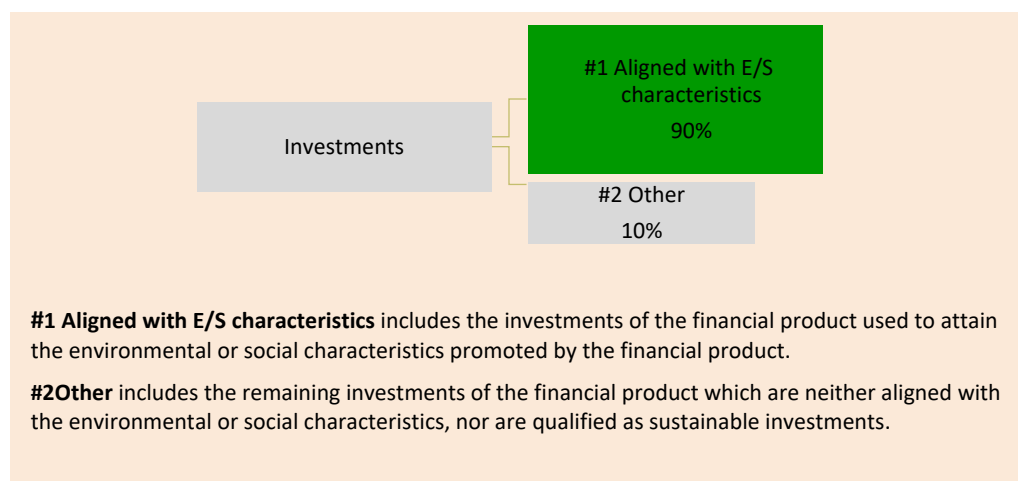 #1 Aligned with E/S
characteristics
90%
Investments
#2 Other
10%
#1 Aligned with E/S characteristics includes the investments of the financial product used to attain
the environmental or social characteristics promoted by the financial product.
#2Other includes the remaining investments of the financial product which are neither aligned with
the environmental or social characteristics, nor are qualified as sustainable investments.